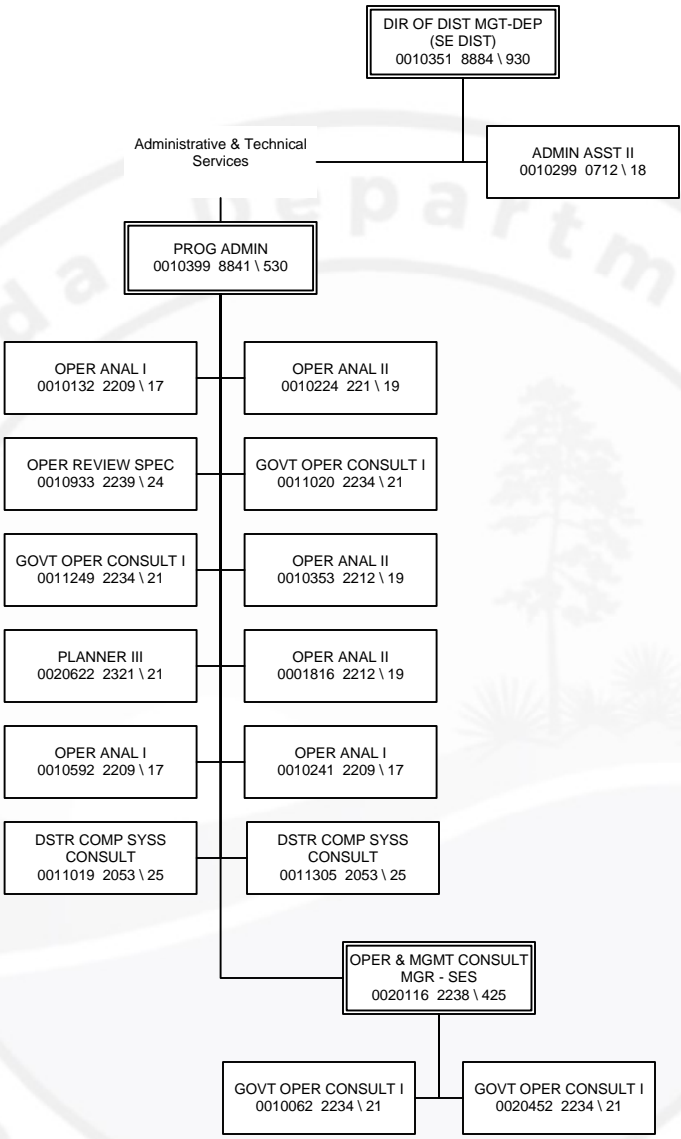 DIR OF DIST MGT-DEP
(SE DIST)
0010351 8884 \ 930
Administrative & Technical
Services
ADMIN ASST II
0010299 0712 \ 18
PROG ADMIN
0010399 8841 \ 530
OPER ANAL I
0010132 2209 \ 17
OPER ANAL II
0010224 221 \ 19
OPER REVIEW SPEC
0010933 2239 \ 24
GOVT OPER CONSULT I
0011020 2234 \ 21
GOVT OPER CONSULT I
0011249 2234 \ 21
OPER ANAL II
0010353 2212 \ 19
PLANNER III
0020622 2321 \ 21
OPER ANAL II
0001816 2212 \ 19
OPER ANAL I
0010592 2209 \ 17
OPER ANAL I
0010241 2209 \ 17
DSTR COMP SYSS
CONSULT
0011019 2053 \ 25
DSTR COMP SYSS
CONSULT
0011305 2053 \ 25
OPER & MGMT CONSULT
MGR - SES
0020116 2238 \ 425
GOVT OPER CONSULT I
0010062 2234 \ 21
GOVT OPER CONSULT I
0020452 2234 \ 21
da Departm